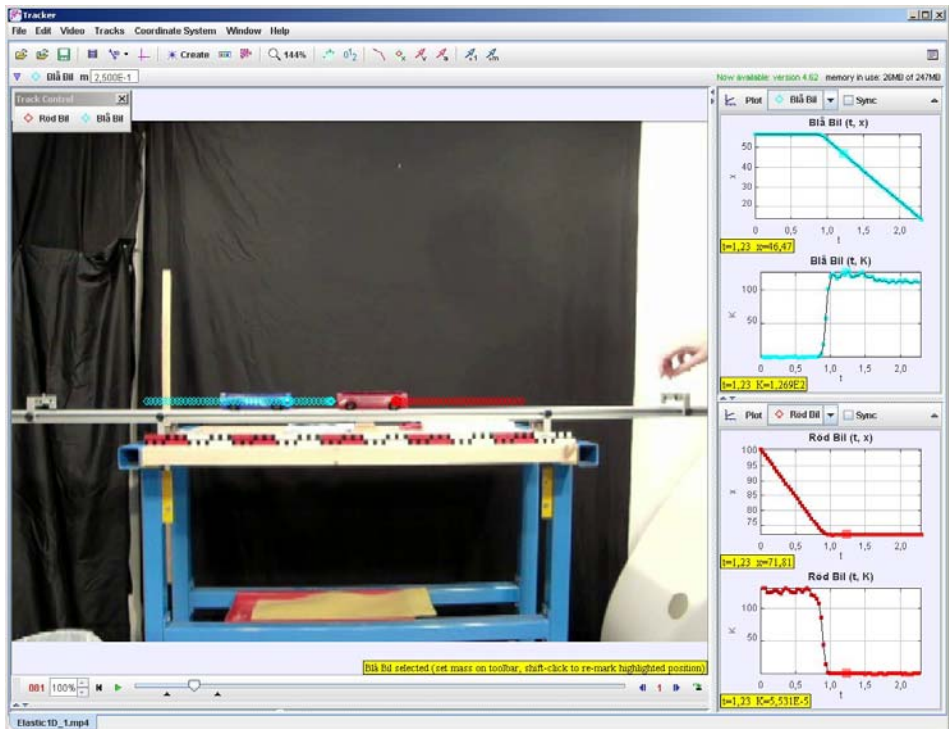 Tracker
File Edit Video Tracks Coordinate System Window Help
Create 144%
Blå Bil m 2,500E-1
Now available: version 4.62 memory in use: 26MB of 247MB
Track Control
Röd Bil Blå Bil
Plot Blå Bil Sync
Blå Bil (t, x)
50
40
30
20
x
0 0,5 1,0 1,5 2,0
t
t=1,23 x=46,47
Blå Bil (t, K)
100
50
K
0 0,5 1,0 1,5 2,0
t
t=1,23 K=1,269E2
Plot Röd Bil Sync
Röd Bil (t, x)
100
95
90
85
80
75
x
0 0,5 1,0 1,5 2,0
t
t=1,23 x=71,81
Röd Bil (t, K)
100
50
K
0 0,5 1,0 1,5 2,0
t
t=1,23 K=5,531E-5
Blå Bil selected (set mass on toolbar, shift-click to re-mark highlighted position)
001 100% 1
Elastic1D_1.mp4